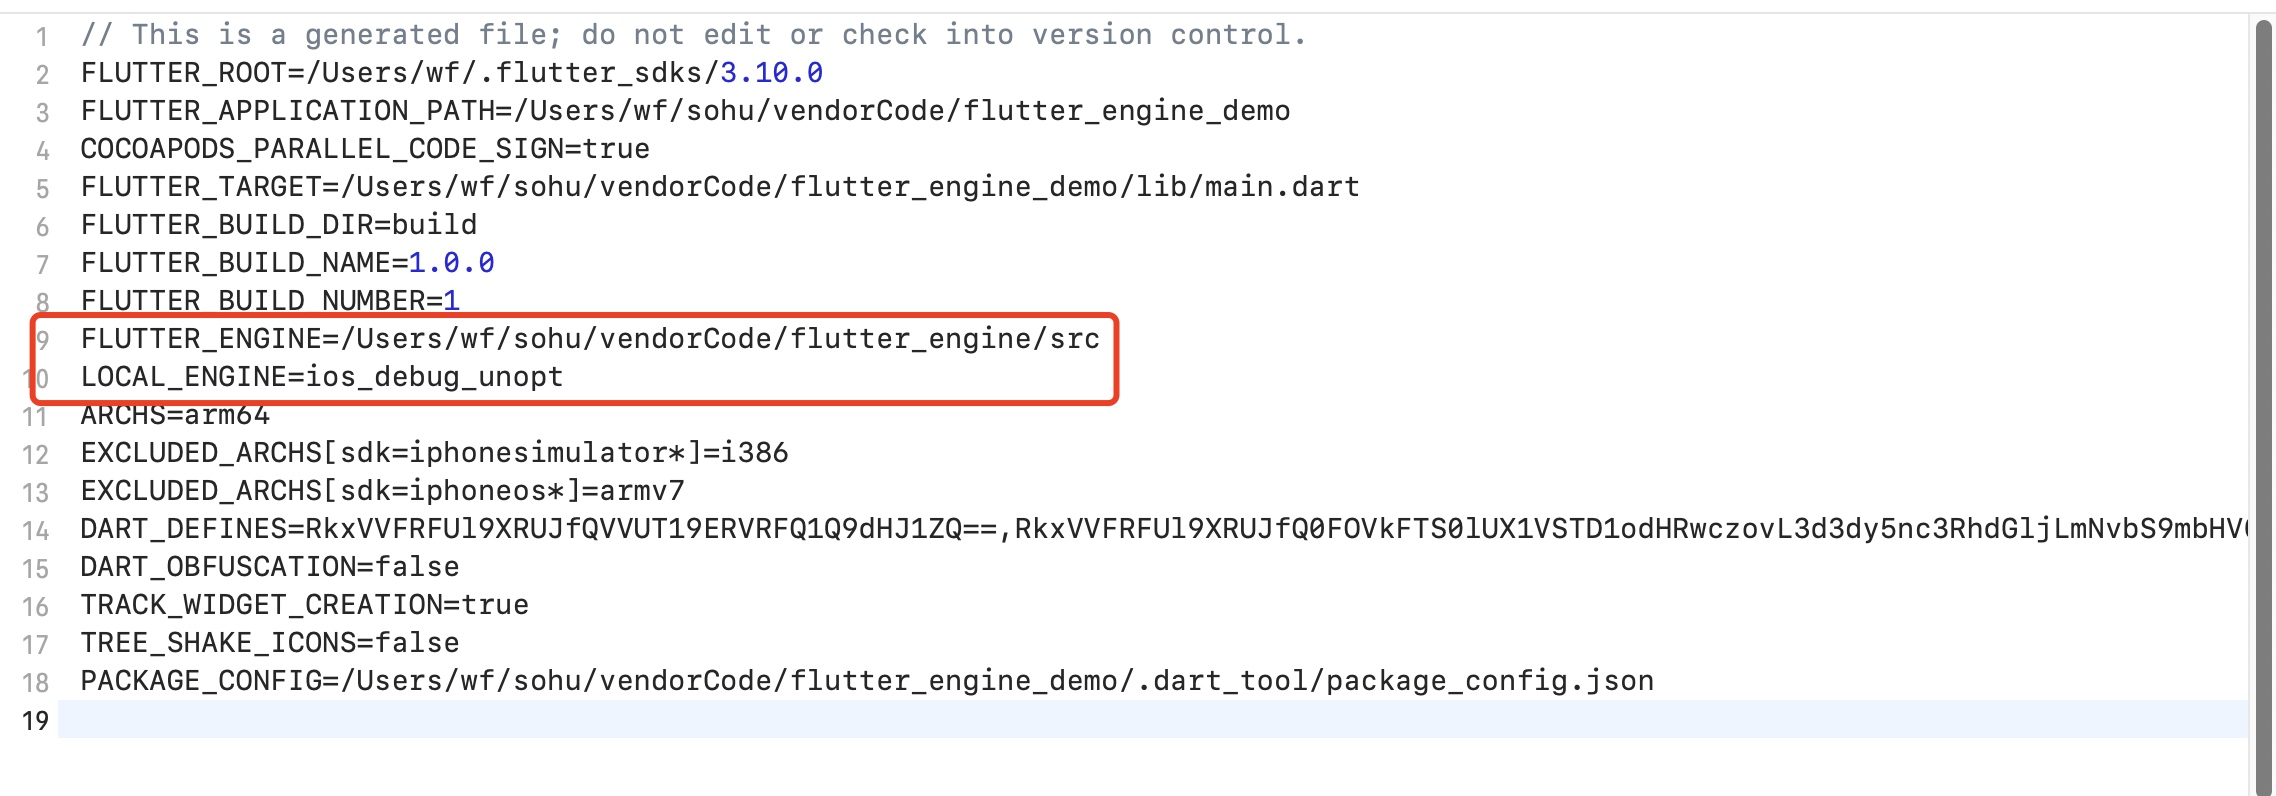 1 // This is a generated file; do not edit or check into version control.
2 FLUTTER_ROOT=/Users/wf/.flutter_sdks/3.10.0
3 FLUTTER_APPLICATION_PATH=/Users/wf/sohu/vendorCode/flutter_engine_demo
4 COCOAPODS_PARALLEL_CODE_SIGN=true
5 FLUTTER_TARGET=/Users/wf/sohu/vendorCode/flutter_engine_demo/lib/main.dart
6 FLUTTER_BUILD_DIR=build
7 FLUTTER_BUILD_NAME=1.0.0
8 FLUTTER_BUILD_NUMBER=1
9 FLUTTER_ENGINE=/Users/wf/sohu/vendorCode/flutter_engine/src
10 LOCAL_ENGINE=ios_debug_unopt
11 ARCHS=arm64
12 EXCLUDED_ARCHS[sdk=iphonesimulator*]=i386
13 EXCLUDED_ARCHS[sdk=iphoneos*]=armv7
14 DART_DEFINES=RkxVVFRFUl9XRUJfQVVUT19ERVRFQ1Q9dHJ1ZQ==,RkxVVFRFUl9XRUJfQ0FOVkFTS0lUX1VSTD1odHRwczovL3d3dy5nc3RhdGljLmNvbS9mbHV0
15 DART_OBFUSCATION=false
16 TRACK_WIDGET_CREATION=true
17 TREE_SHAKE_ICONS=false
18 PACKAGE_CONFIG=/Users/wf/sohu/vendorCode/flutter_engine_demo/.dart_tool/package_config.json
19